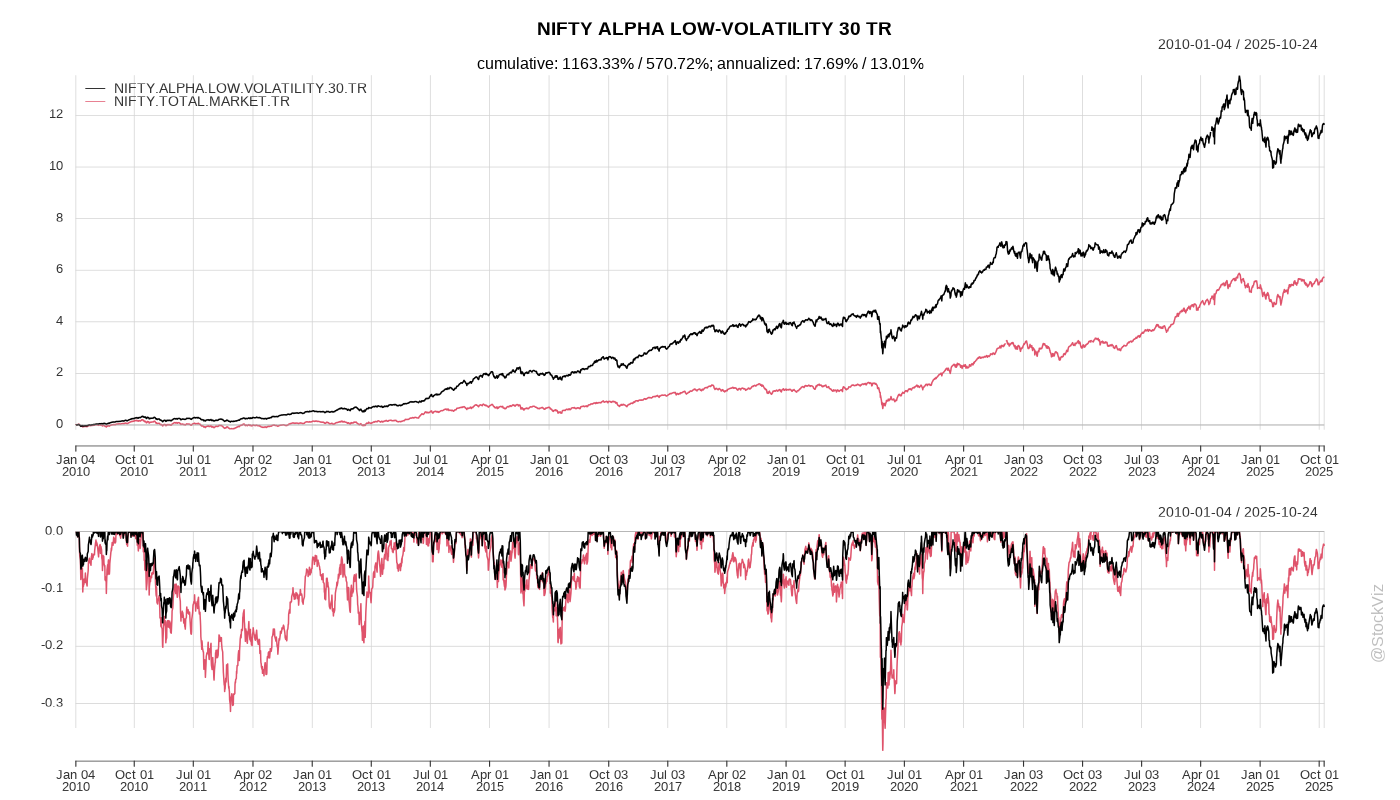 NIFTY ALPHA LOW-VOLATILITY 30 TR
2010-01-04 / 2025-10-24
cumulative: 1163.33% / 570.72%; annualized: 17.69% / 13.01%
NIFTY.ALPHA.LOW.VOLATILITY.30.TR
NIFTY.TOTAL.MARKET.TR
12
10
8
6
4
2
0
Jan 04 Oct 01 Jul 01 Apr 02 Jan 01 Oct 01 Jul 01 Apr 01 Jan 01 Oct 03 Jul 03 Apr 02 Jan 01 Oct 01 Jul 01 Apr 01 Jan 03 Oct 03 Jul 03 Apr 01 Jan 01 Oct 01
2010 2010 2011 2012 2013 2013 2014 2015 2016 2016 2017 2018 2019 2019 2020 2021 2022 2022 2023 2024 2025 2025
2010-01-04 / 2025-10-24
0.0
-0.1
-0.2
-0.3
Jan 04 Oct 01 Jul 01 Apr 02 Jan 01 Oct 01 Jul 01 Apr 01 Jan 01 Oct 03 Jul 03 Apr 02 Jan 01 Oct 01 Jul 01 Apr 01 Jan 03 Oct 03 Jul 03 Apr 01 Jan 01 Oct 01
2010 2010 2011 2012 2013 2013 2014 2015 2016 2016 2017 2018 2019 2019 2020 2021 2022 2022 2023 2024 2025 2025
@StockViz